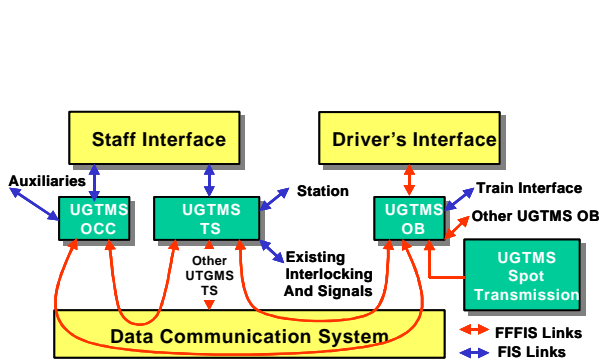 Staff Interface
Driver's Interface
Auxiliaries
UGTMS
OCC
UGTMS
TS
Station
UGTMS
OB
Train Interface
Other UGTMS OB
Other
UTGMS
TS
Existing
Interlocking
And Signals
UGTMS
Spot
Transmission
Data Communication System
FFFIS Links
FIS Links